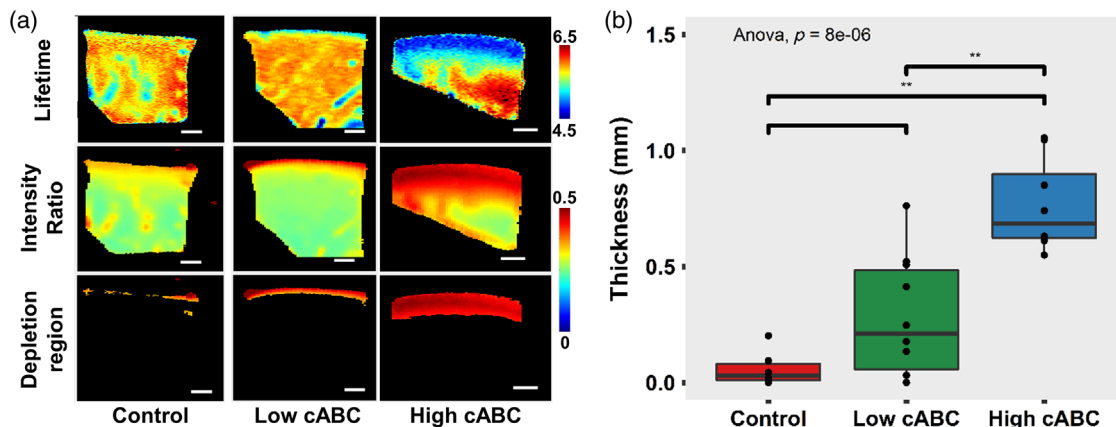 (a)
Lifetime
6.5
4.5
Intensity
Ratio
0.5
0
Depletion
region
Control
Low cABC
High cABC
(b)
Anova, p = 8e-06
**
**
Thickness (mm)
1.5
1.0
0.5
0.0
Control
Low cABC
High cABC